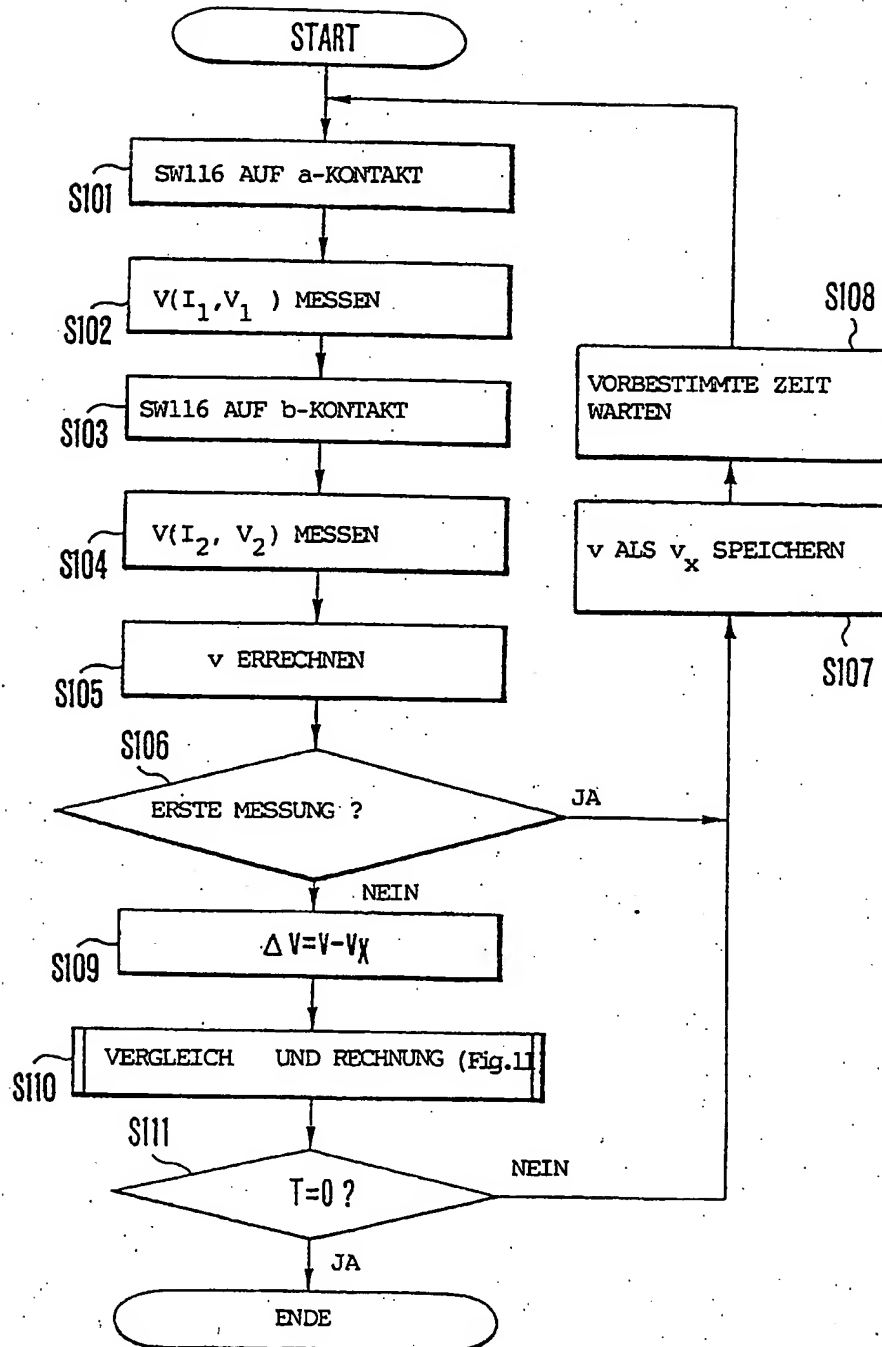 START
SW116 AUF a-KONTAKT
S101
V(I₁,V₁ ) MESSEN
S102
SW116 AUF b-KONTAKT
S103
V(I₂, V₂) MESSEN
S104
v ERRECHNEN
S105
S106
ERSTE MESSUNG ?
JA
NEIN
ΔV=V-VX
S109
VERGLEICH UND RECHNUNG (Fig.11
S110
S111
T=0 ?
NEIN
JA
ENDE
S108
VORBESTIMMTE ZEIT
WARTEN
v ALS vₓ SPEICHERN
S107